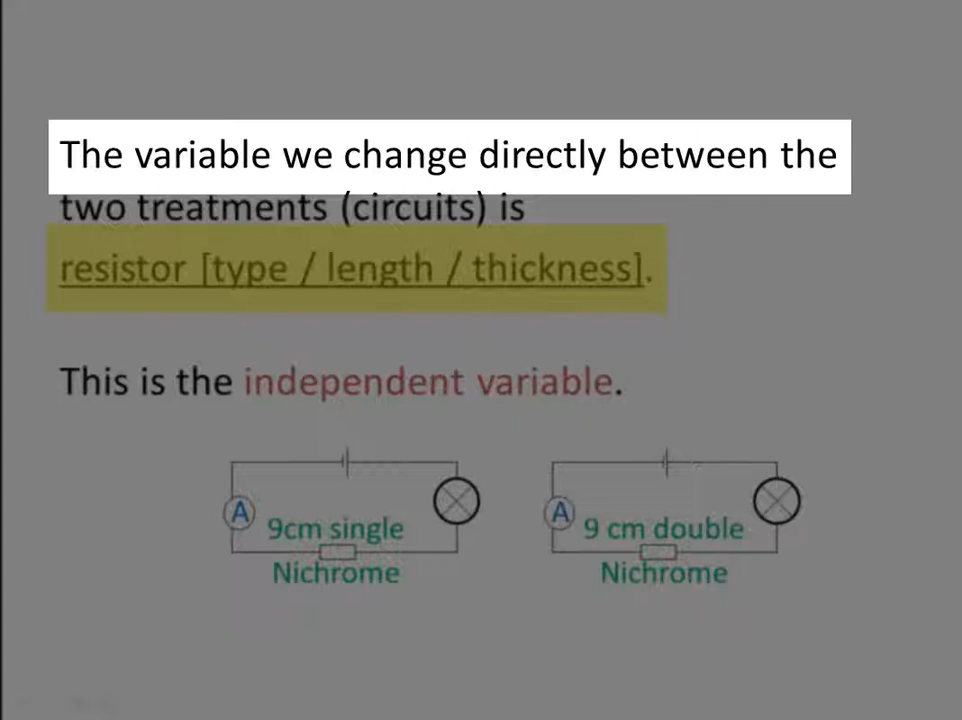 The variable we change directly between the
two treatments (circuits) is
resistor [type / length / thickness].
This is the independent variable.
A
9cm single
Nichrome
A
9 cm double
Nichrome